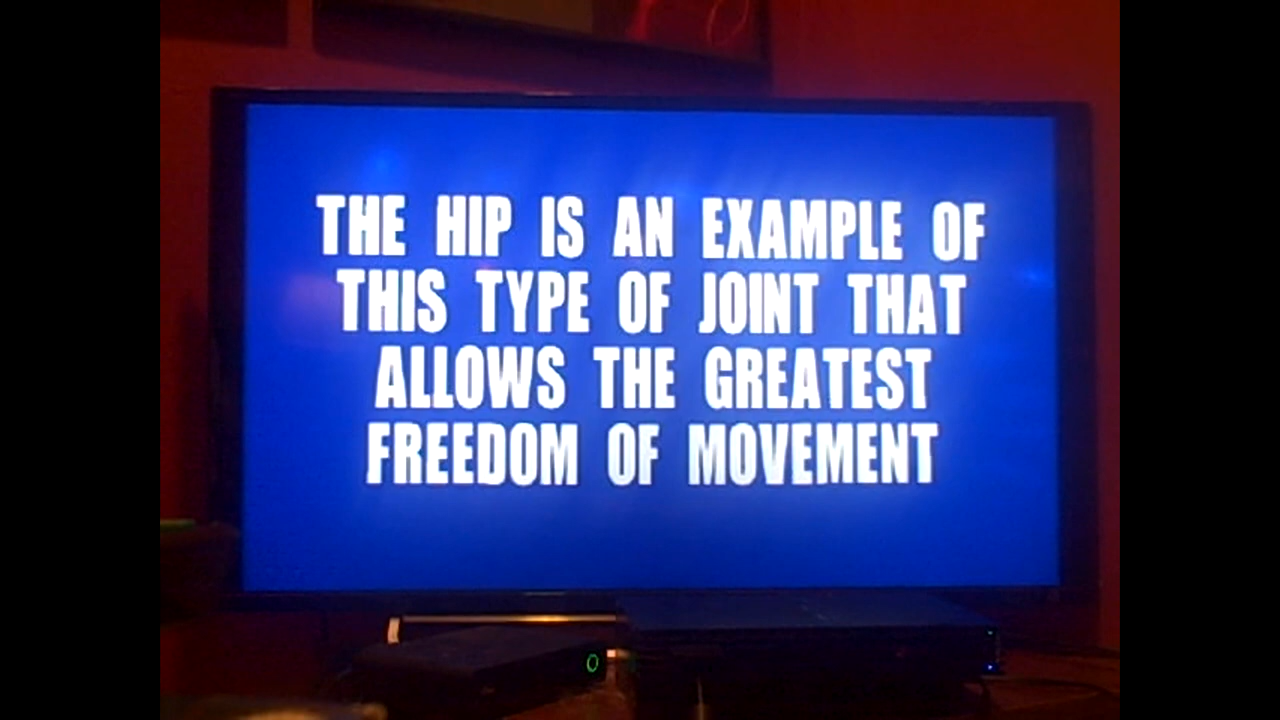 THE HIP IS AN EXAMPLE OF
THIS TYPE OF JOINT THAT
ALLOWS THE GREATEST
FREEDOM OF MOVEMENT